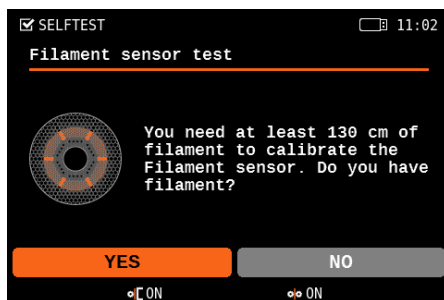 SELFTEST 11:02
Filament sensor test
You need at least 130 cm of
filament to calibrate the
Filament sensor. Do you have
filament?
YES NO
ON ON